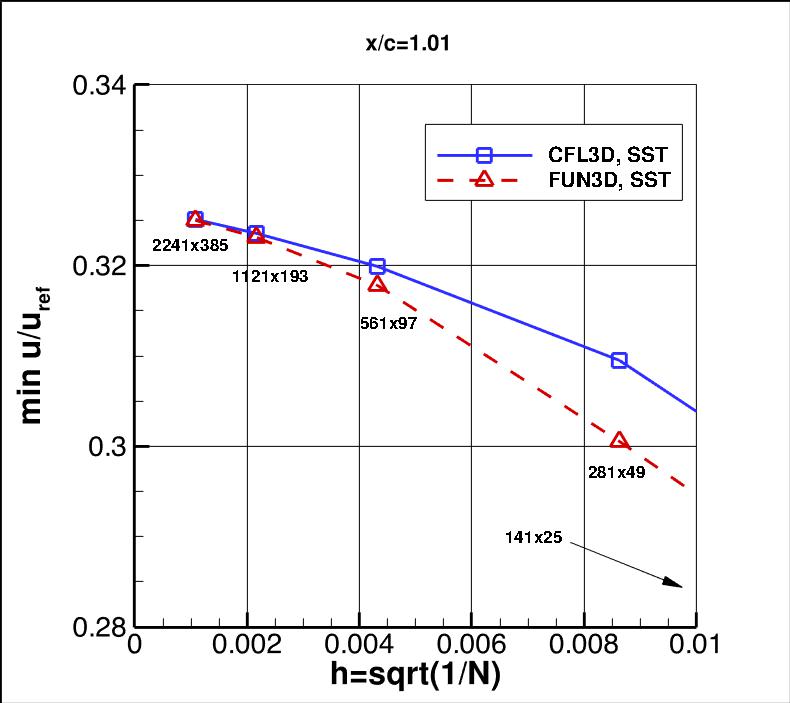 x/c=1.01
0.34
CFL3D, SST
FUN3D, SST
2241x385
1121x193
0.32
561x97
min u/u_ref
0.3
281x49
141x25
0.28
0 0.002 0.004 0.006 0.008 0.01
h=sqrt(1/N)